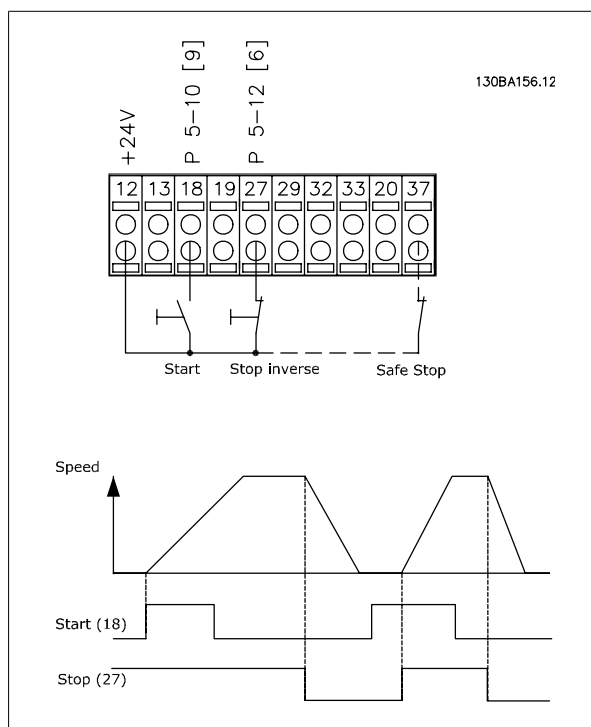 130BA156.12
+24V
P 5-10 [9]
P 5-12 [6]
12 13 18 19 27 29 32 33 20 37
Start Stop inverse Safe Stop
Speed
Start (18)
Stop (27)